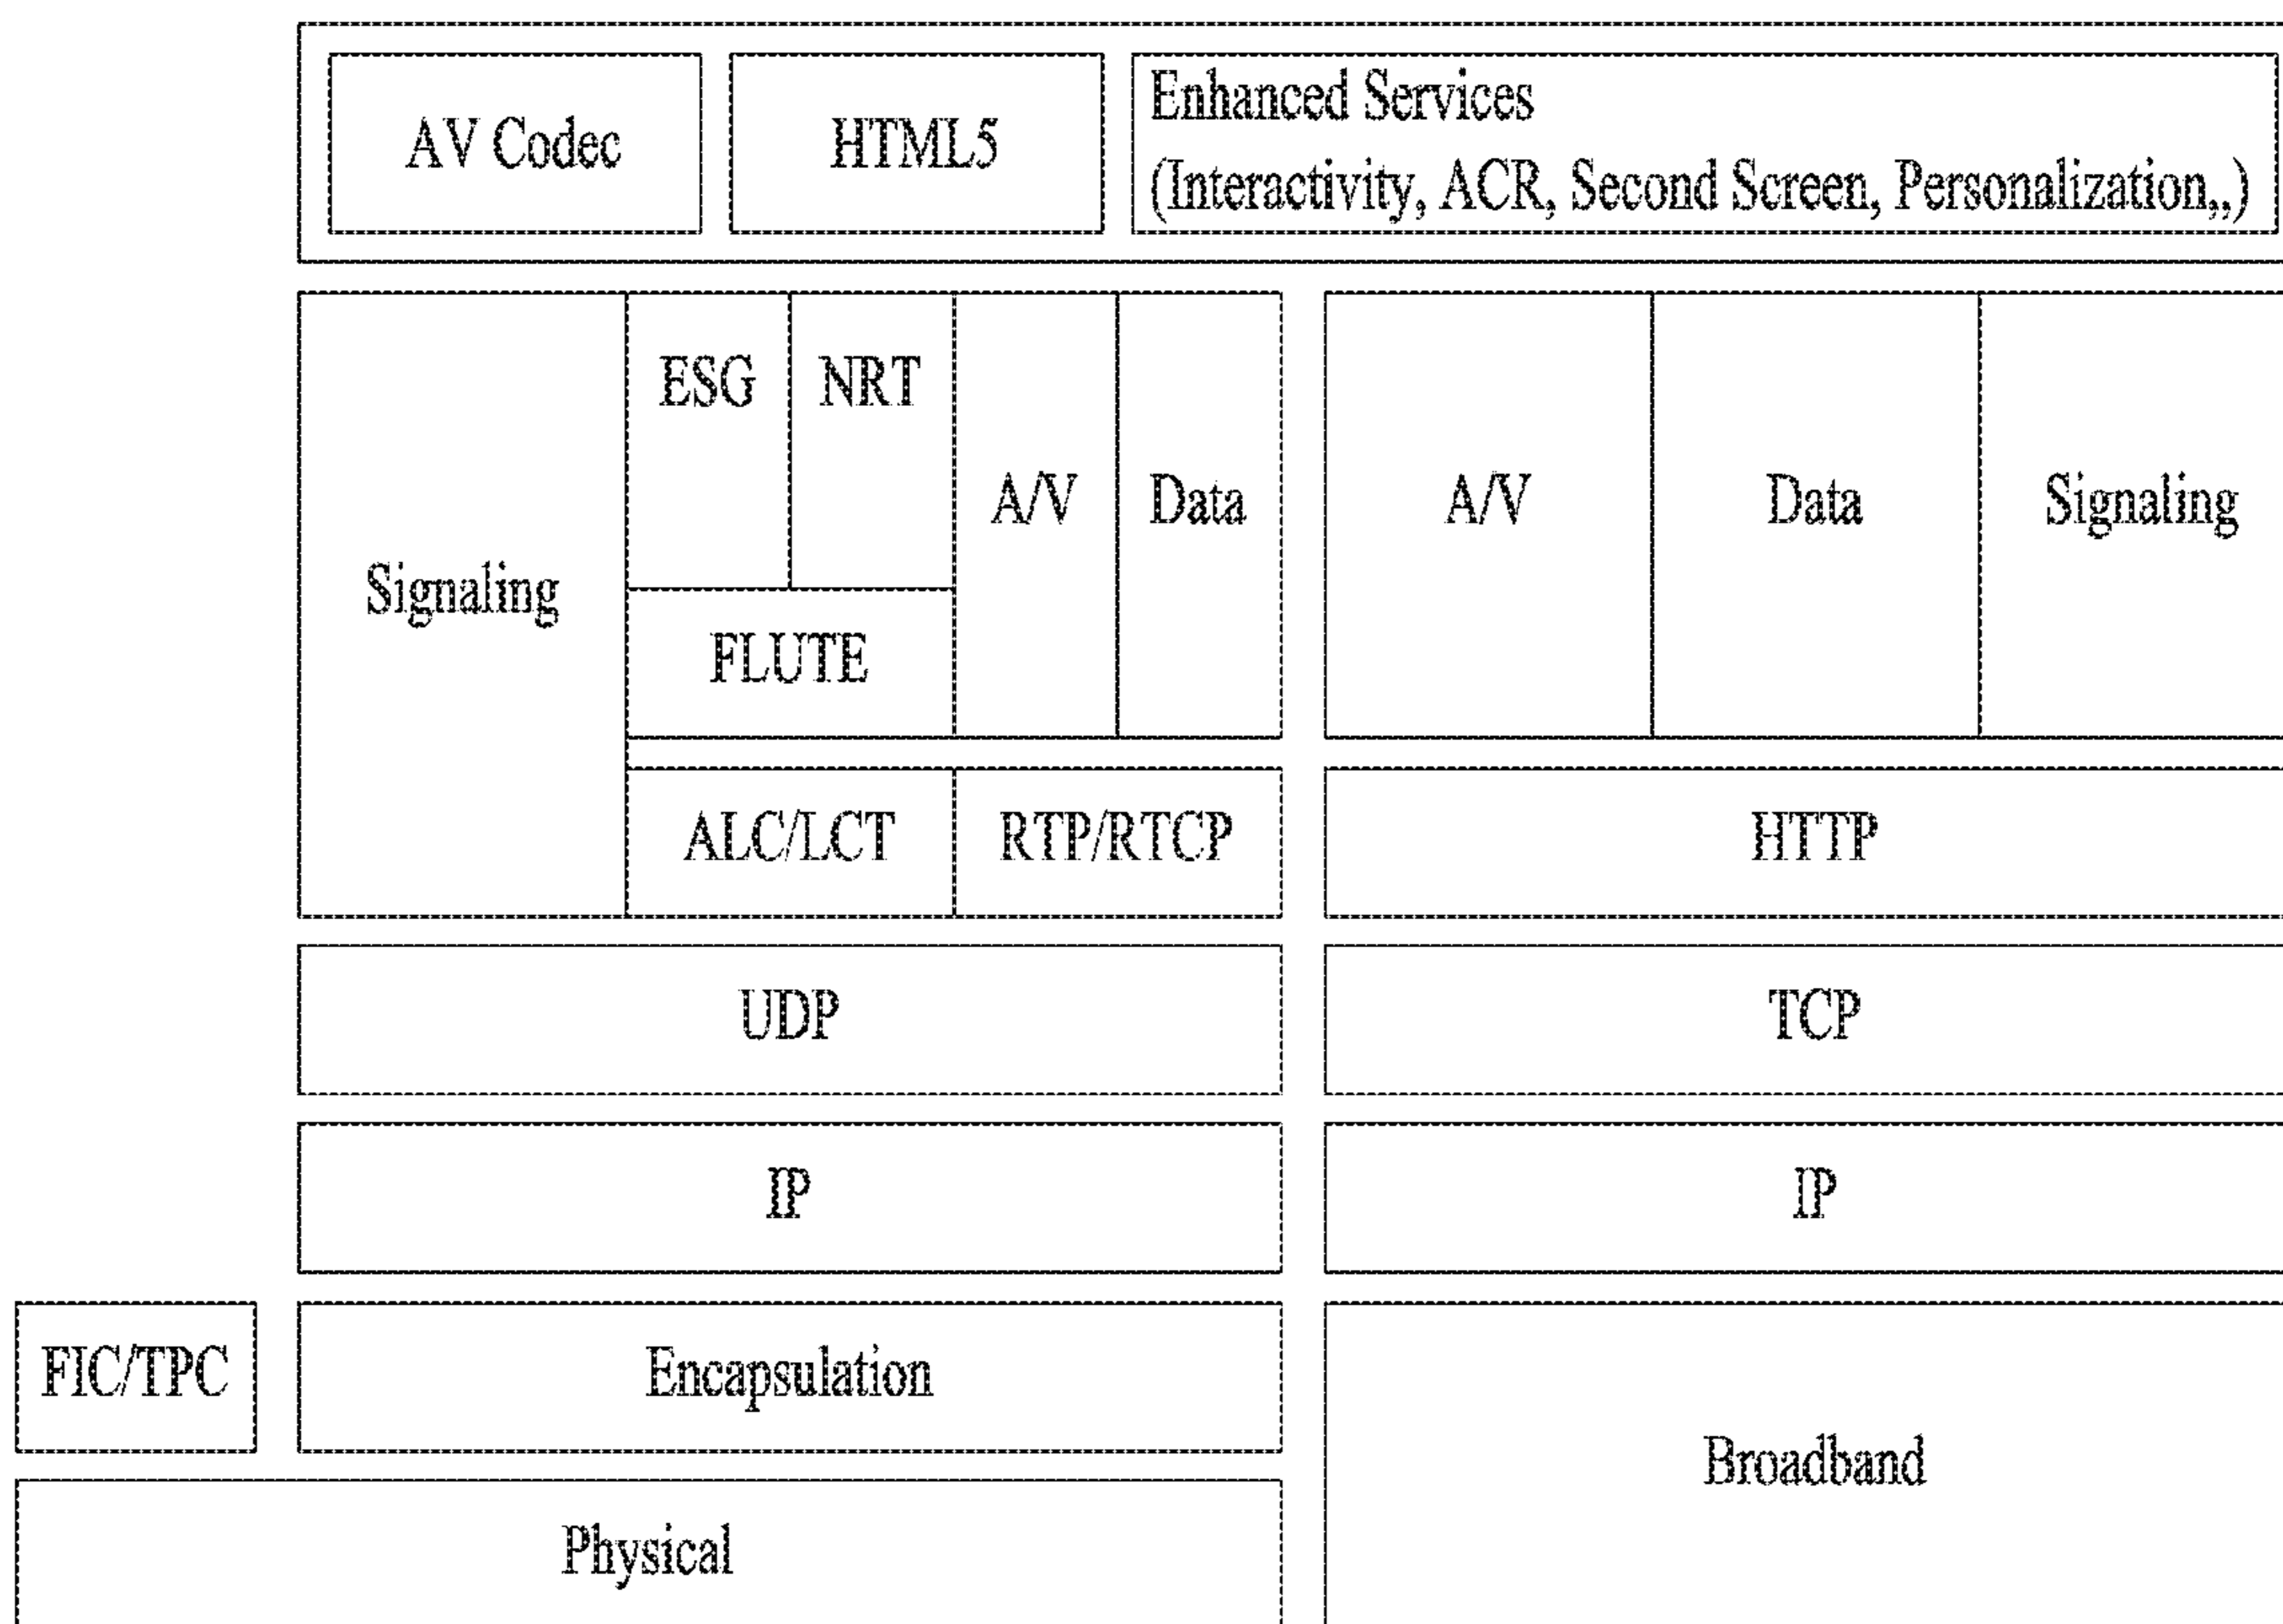 AV Codec
HTML5
Enhanced Services
(Interactivity, ACR, Second Screen, Personalization,,)
Signaling
ESG
NRT
A/V
Data
FLUTE
ALC/LCT
RTP/RTCP
A/V
Data
Signaling
HTTP
UDP
TCP
IP
IP
FIC/TPC
Encapsulation
Broadband
Physical